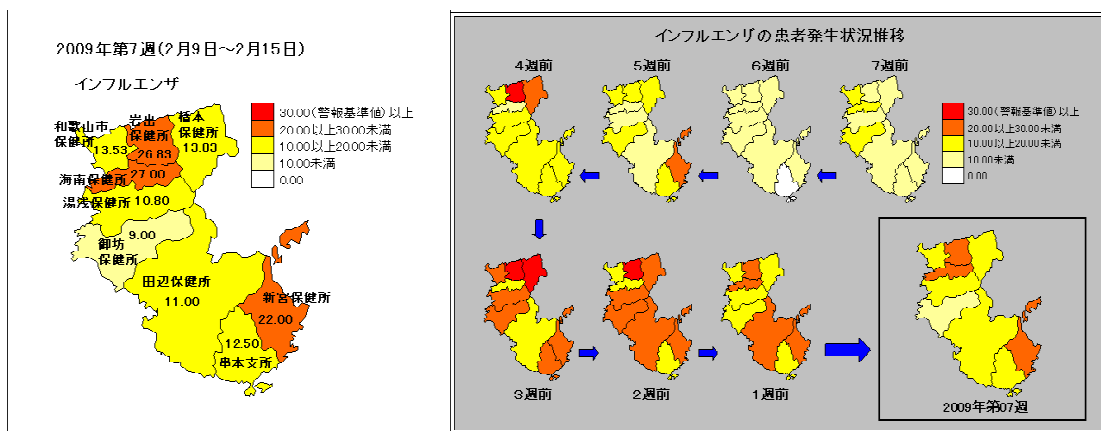 2009年第7週(2月9日～2月15日)
インフルエンザ
30.00(警報基準値)以上
20.00以上30.00未満
10.00以上20.00未満
10.00未満
0.00
和歌山市
保健所
13.53
岩出
保健所
26.83
橋本
保健所
13.03
海南保健所
27.00
湯浅保健所
10.80
御坊
保健所
9.00
田辺保健所
11.00
新宮保健所
22.00
12.50
串本支所
インフルエンザの患者発生状況推移
4週前
5週前
6週前
7週前
30.00(警報基準値)以上
20.00以上30.00未満
10.00以上20.00未満
10.00未満
0.00
3週前
2週前
1週前
2009年第07週